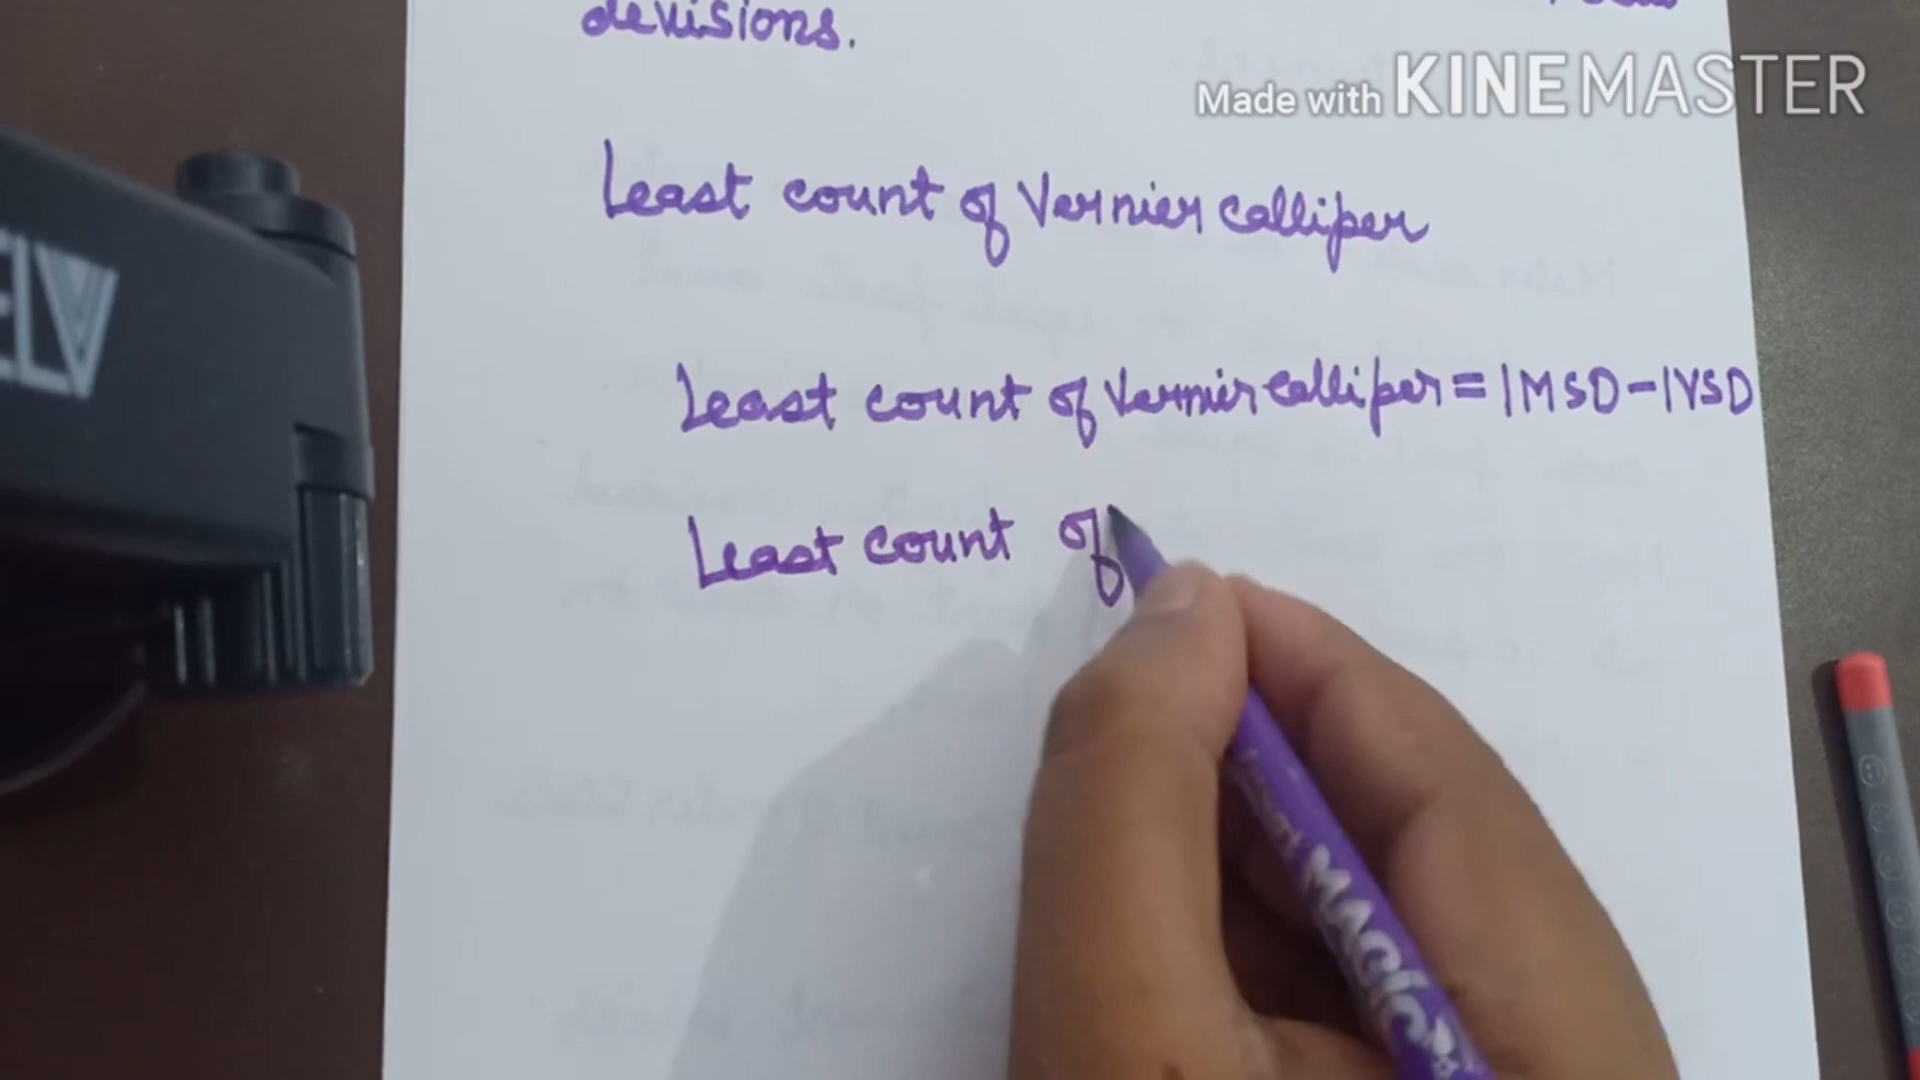 devisions.
Made with KINEMASTER
Least count of Vernier calliper
Least count of Vernier calliper = 1MSD - 1VSD
Least count of
MAGIC